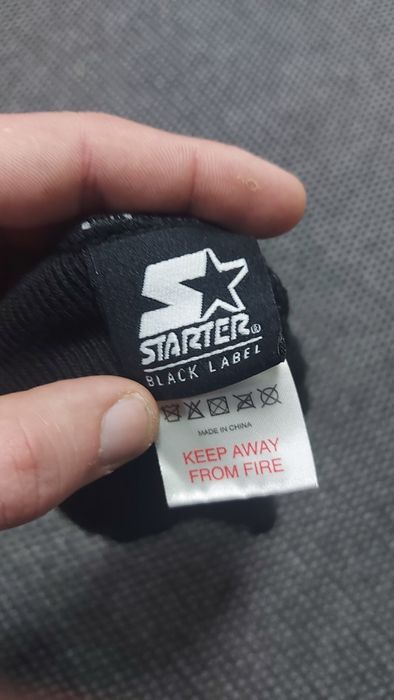 STARTER®
BLACK LABEL
MADE IN CHINA
KEEP AWAY
FROM FIRE